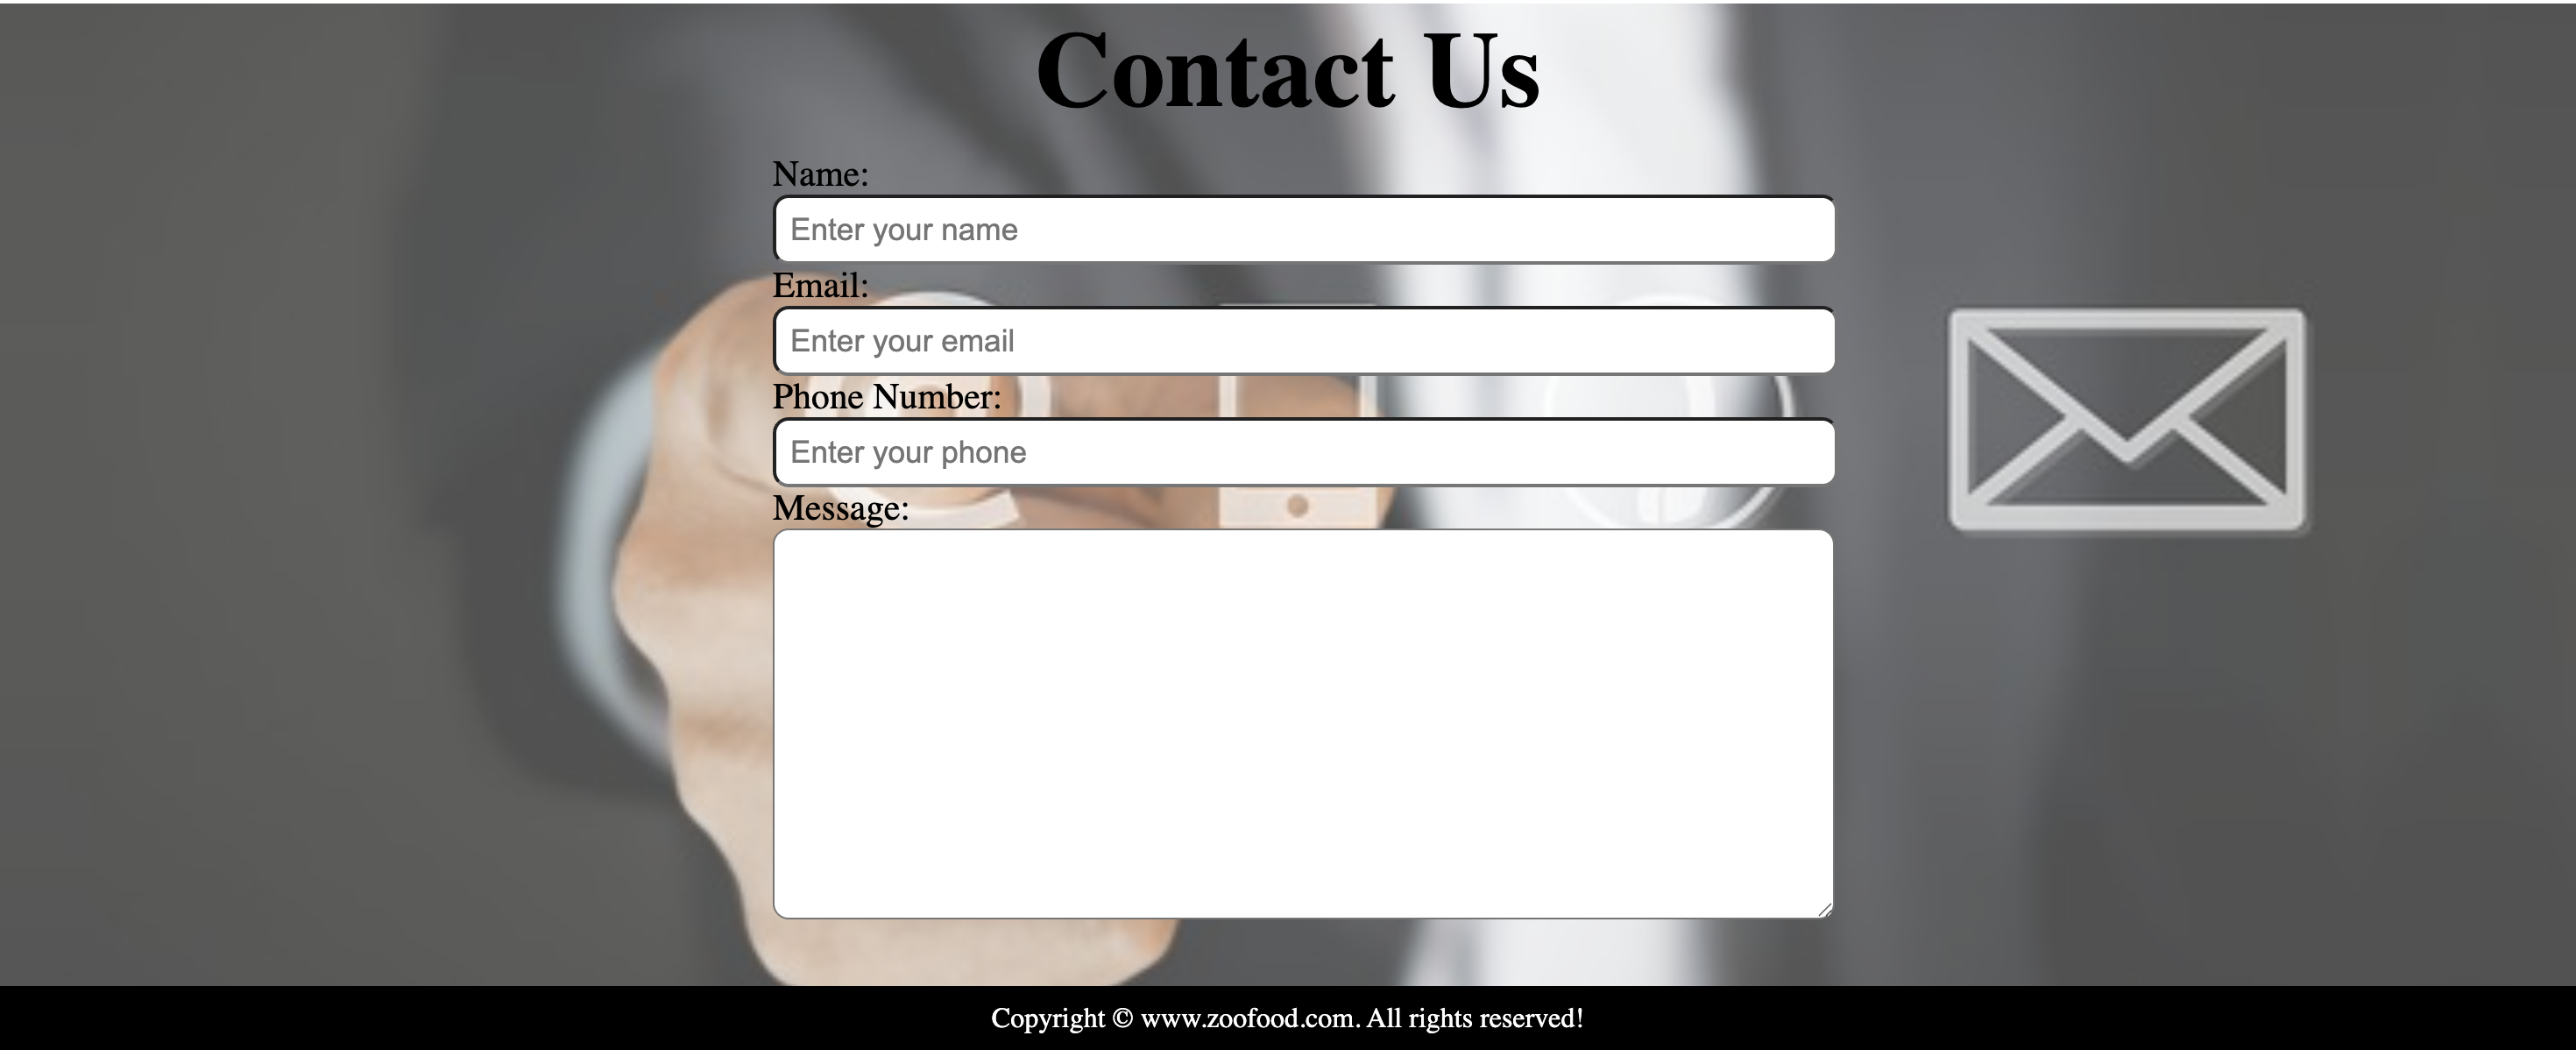 Contact Us
Name:
Enter your name
Email:
Enter your email
Phone Number:
Enter your phone
Message:
Copyright © www.zoofood.com. All rights reserved!